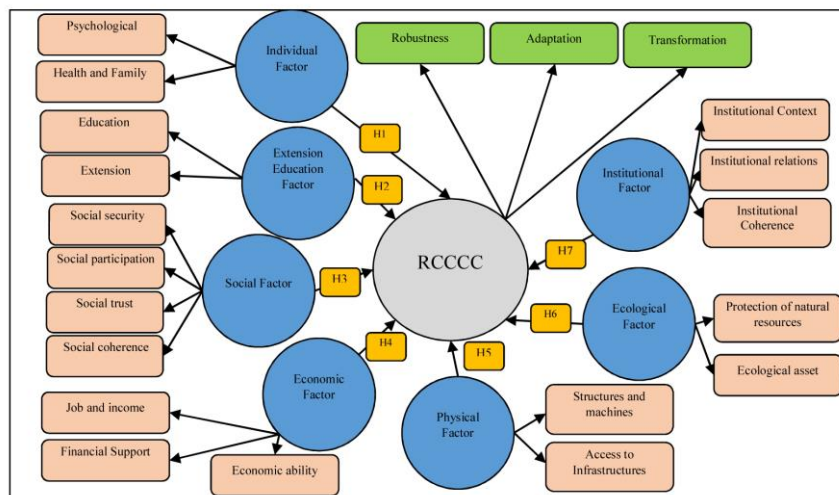 Psychological
Health and Family
Education
Extension
Social security
Social participation
Social trust
Social coherence
Job and income
Financial Support
Economic ability
Individual
Factor
Extension
Education
Factor
Social Factor
Economic
Factor
H1
H2
H3
H4
H5
H6
H7
RCCCC
Robustness
Adaptation
Transformation
Physical
Factor
Structures and
machines
Access to
Infrastructures
Institutional
Factor
Institutional Context
Institutional relations
Institutional
Coherence
Ecological
Factor
Protection of natural
resources
Ecological asset